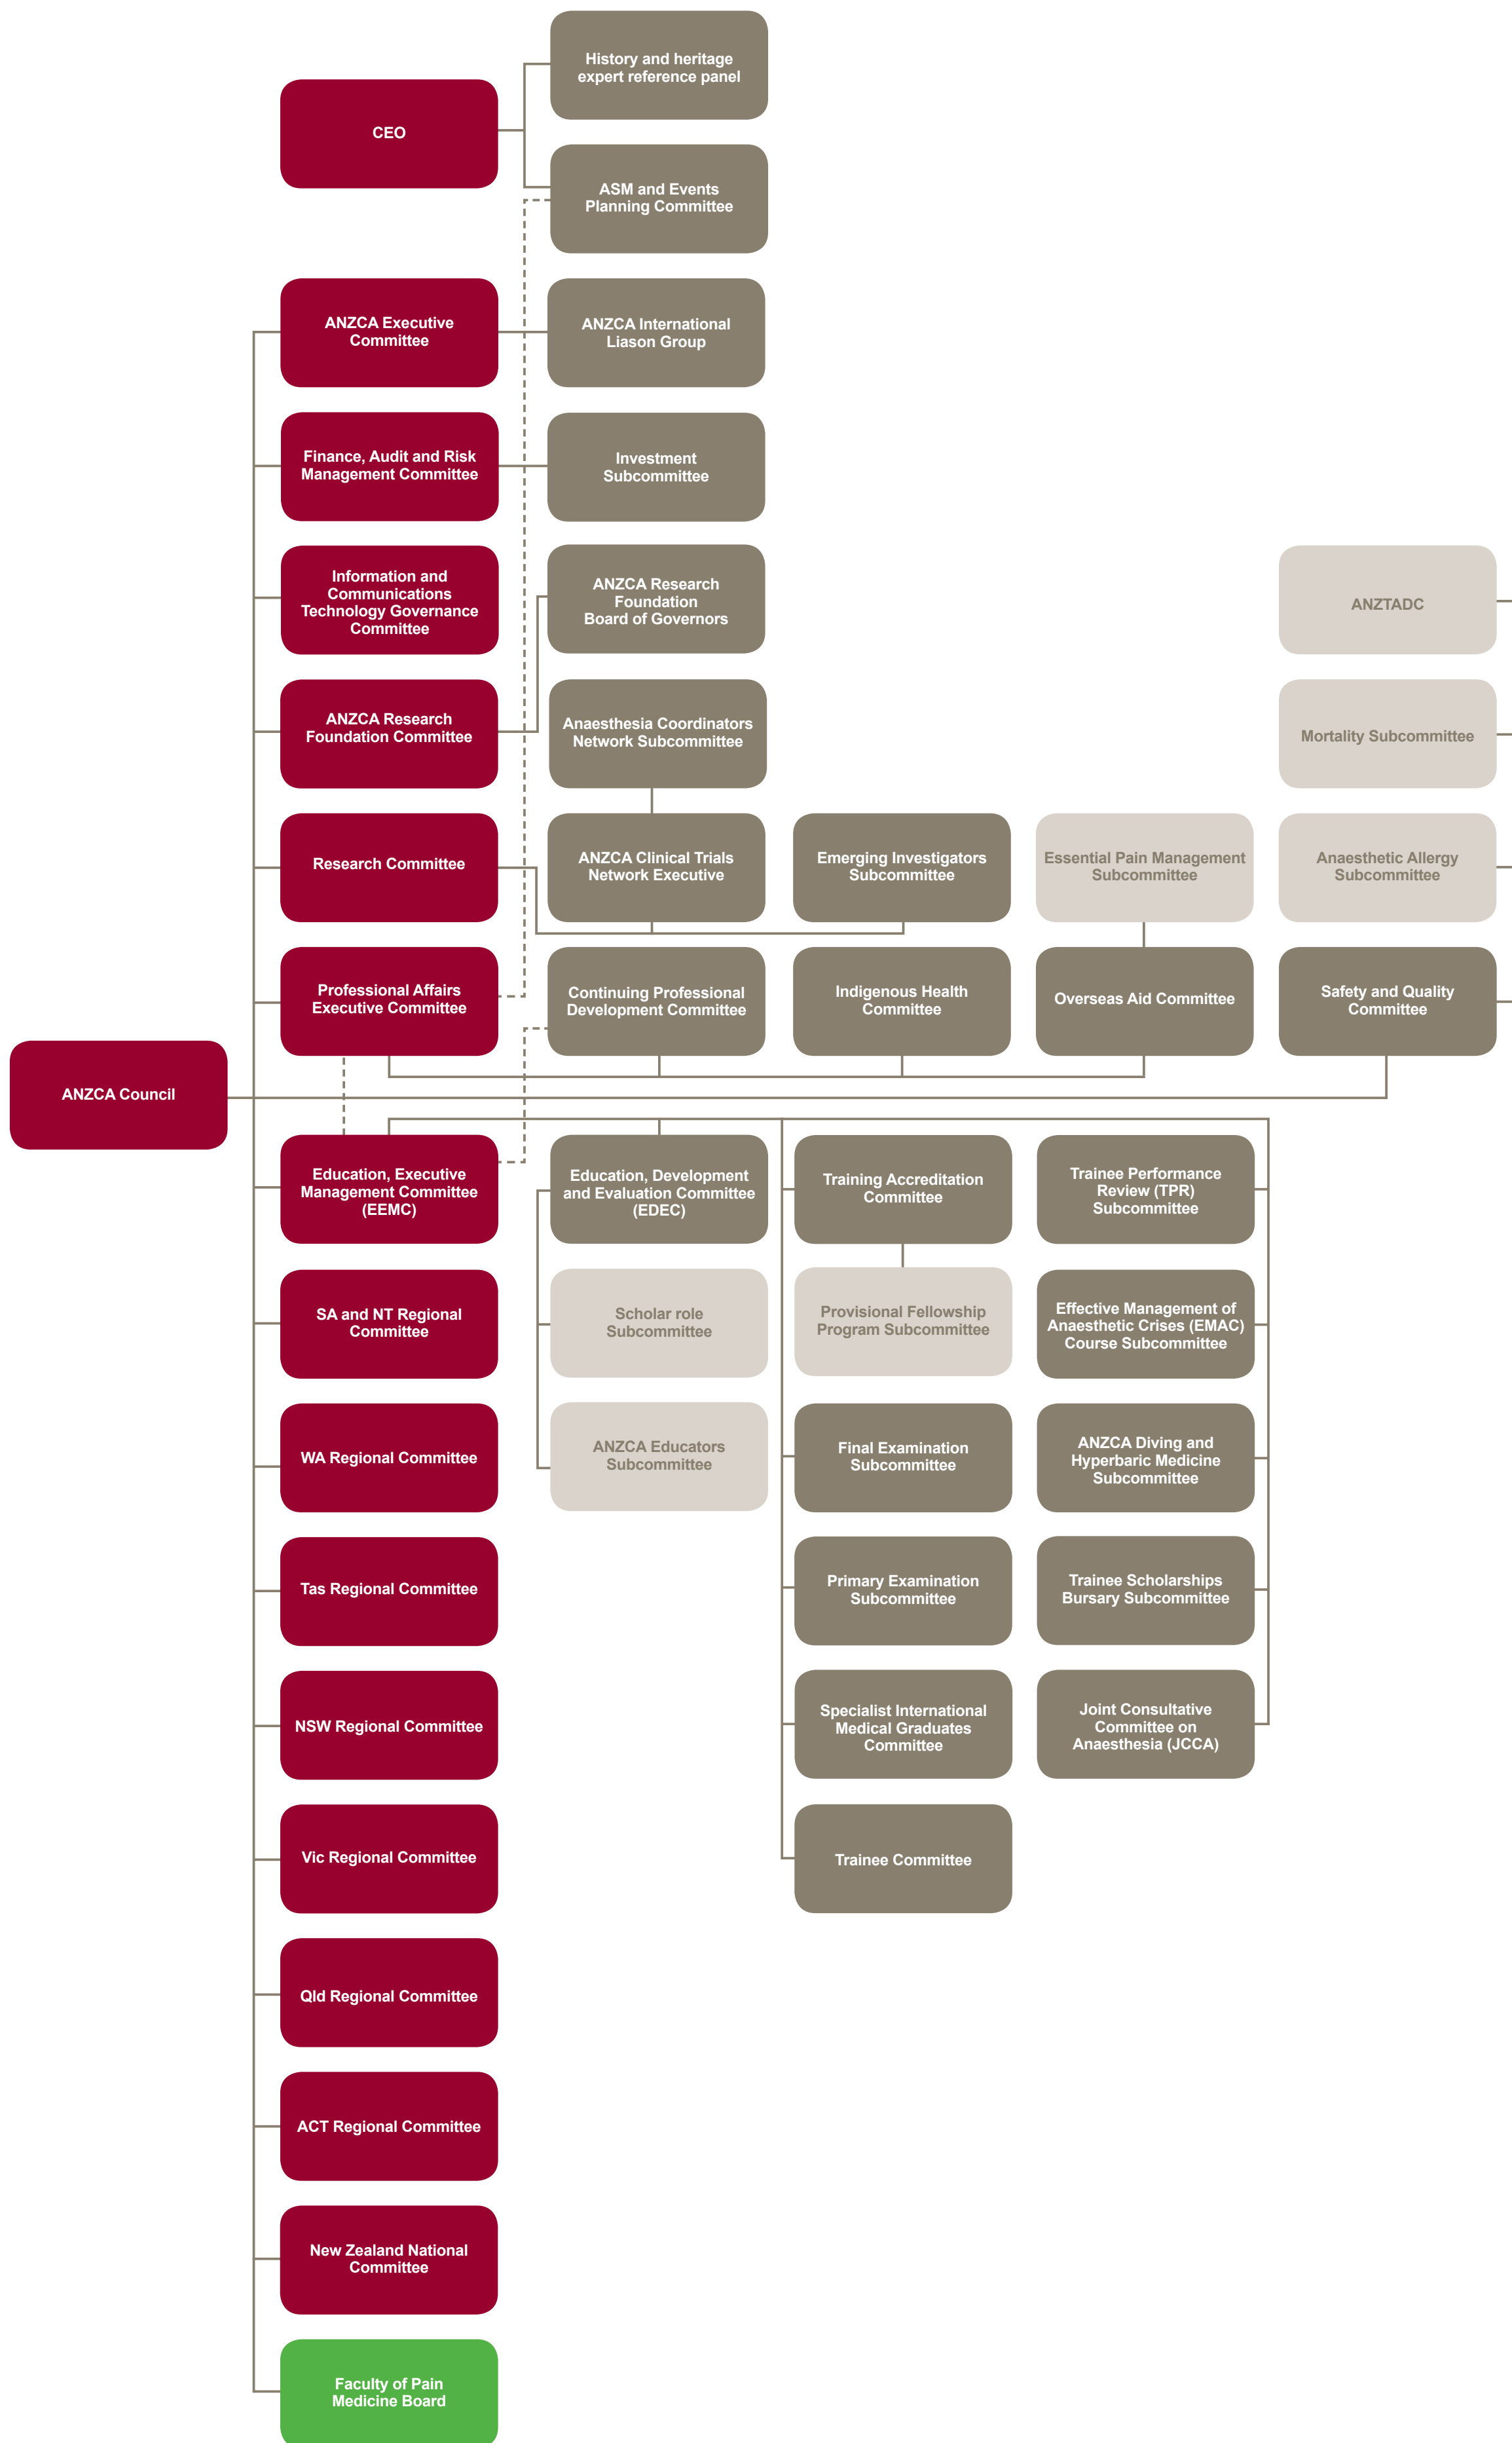 History and heritage
expert reference panel
CEO
ASM and Events
Planning Committee
ANZCA Executive
Committee
ANZCA International
Liason Group
Finance, Audit and Risk
Management Committee
Investment
Subcommittee
Information and
Communications
Technology Governance
Committee
ANZCA Research
Foundation
Board of Governors
ANZTADC
ANZCA Research
Foundation Committee
Anaesthesia Coordinators
Network Subcommittee
Mortality Subcommittee
Research Committee
ANZCA Clinical Trials
Network Executive
Emerging Investigators
Subcommittee
Essential Pain Management
Subcommittee
Anaesthetic Allergy
Subcommittee
Professional Affairs
Executive Committee
Continuing Professional
Development Committee
Indigenous Health
Committee
Overseas Aid Committee
Safety and Quality
Committee
ANZCA Council
Education, Executive
Management Committee
(EEMC)
Education, Development
and Evaluation Committee
(EDEC)
Training Accreditation
Committee
Trainee Performance
Review (TPR)
Subcommittee
SA and NT Regional
Committee
Scholar role
Subcommittee
Provisional Fellowship
Program Subcommittee
Effective Management of
Anaesthetic Crises (EMAC)
Course Subcommittee
WA Regional Committee
ANZCA Educators
Subcommittee
Final Examination
Subcommittee
ANZCA Diving and
Hyperbaric Medicine
Subcommittee
Tas Regional Committee
Primary Examination
Subcommittee
Trainee Scholarships
Bursary Subcommittee
NSW Regional Committee
Specialist International
Medical Graduates
Committee
Joint Consultative
Committee on
Anaesthesia (JCCA)
Vic Regional Committee
Trainee Committee
Qld Regional Committee
ACT Regional Committee
New Zealand National
Committee
Faculty of Pain
Medicine Board